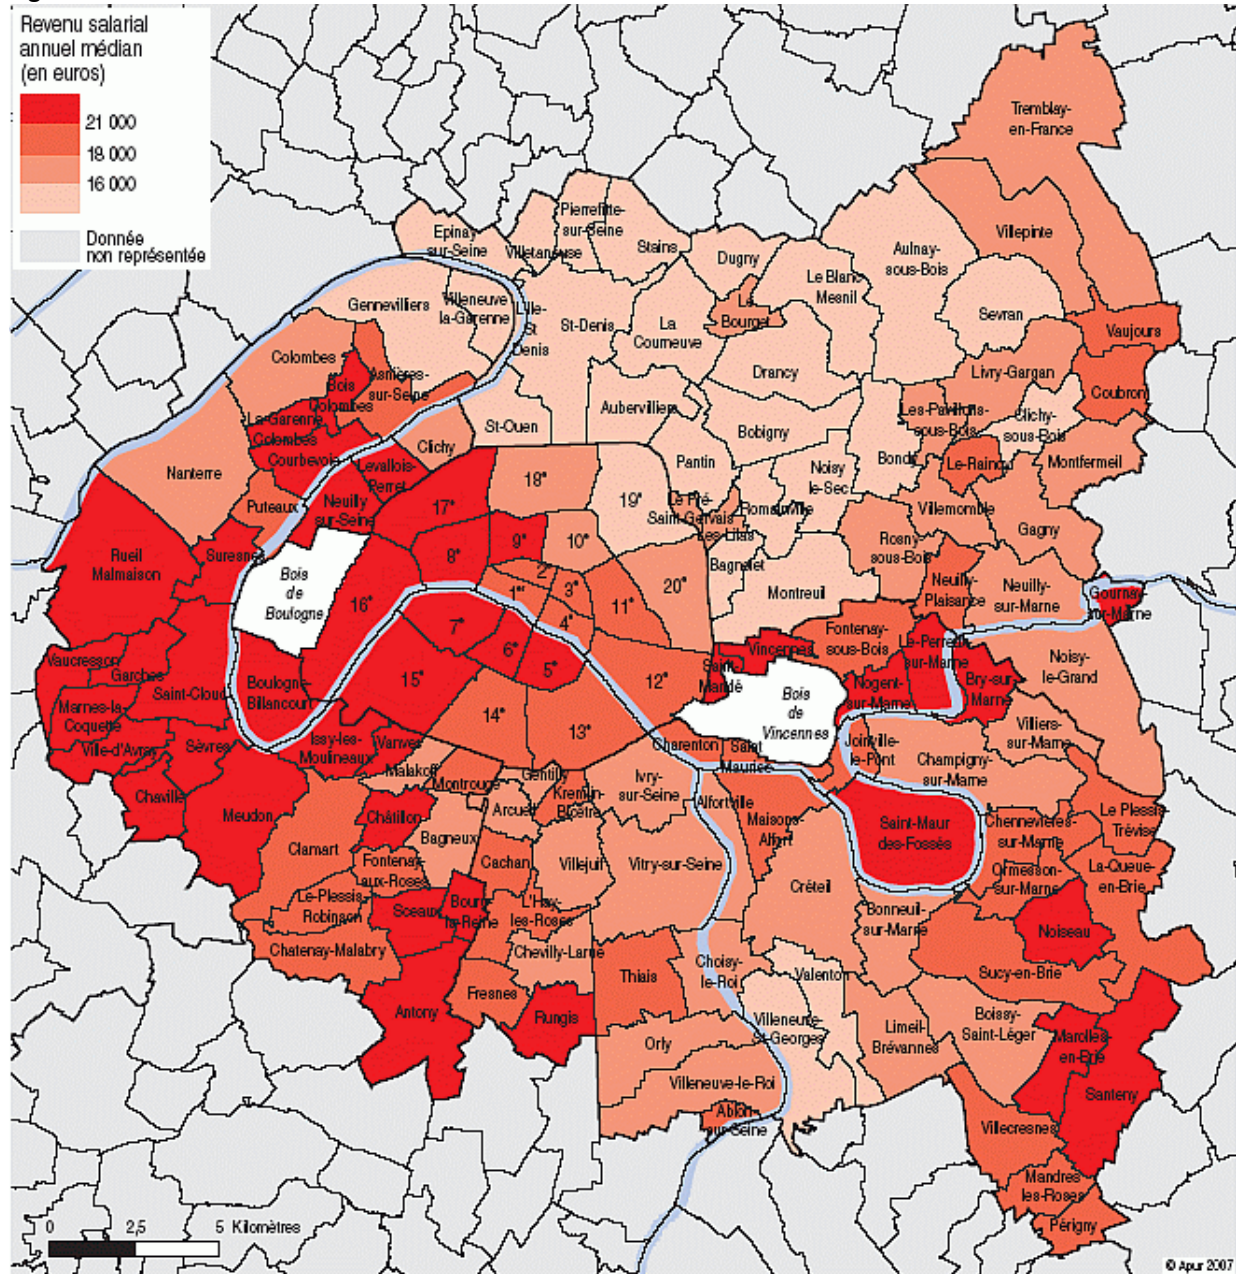 Revenu salarial
annuel médian
(en euros)
21 000
18 000
16 000
Donnée
non représentée
Tremblay-
en-France
Pierrefitte-
sur-Seine
Epinay
sur-Seine
Villetaneuse
Stains
Dugny
Le Blanc
Mesnil
Aulnay-
sous-Bois
Villepinte
Sevran
Vaujours
Coubron
Gennevilliers
Villeneuve
la-Garenne
L'Ile-
St
Denis
St-Denis
La
Courneuve
Le
Bourget
Drancy
Livry-Gargan
Colombes
Bois
Colombes
Asnières-
sur-Seine
La-Garenne
Colombes
Courbevoie
Clichy
St-Ouen
Aubervilliers
Bobigny
Les-Pavillons-
sous-Bois
Clichy-
sous-Bois
Montfermeil
Nanterre
Levallois-
Perret
Puteaux
Neuilly
sur-Seine
Pantin
Noisy
le-Sec
Bondy
Le-Raincy
Villemomble
Gagny
17e
18e
19e
Le Pré-
Saint-Gervais
Romainville
Les-Lilas
Rosny
sous-Bois
Rueil
Malmaison
Suresnes
Bois
de
Boulogne
8e
9e
10e
2e
1er
3e
4e
11e
20e
Bagnolet
Montreuil
Neuilly-
Plaisance
Neuilly-
sur-Marne
Gournay
sur-Marne
16e
7e
6e
5e
15e
12e
14e
13e
Vaucresson
Garches
Marnes-la-
Coquette
Saint-Cloud
Ville-d'Avray
Sèvres
Boulogne-
Billancourt
Chaville
Meudon
Issy-les-
Moulineaux
Vanves
Malakoff
Montrouge
Gentilly
Kremlin-
Bicêtre
Saint-
Mandé
Vincennes
Bois
de
Vincennes
Fontenay-
sous-Bois
Le-Perreux-
sur-Marne
Nogent-
sur-Marne
Bry-sur
Marne
Noisy-
le-Grand
Villiers-
sur-Marne
Charenton
Saint
Maurice
Joinville-
le-Pont
Champigny-
sur-Marne
Châtillon
Clamart
Bagneux
Arcueil
Ivry-
sur-Seine
Alfortville
Maisons-
Alfort
Saint-Maur
des-Fossés
Chennevières-
sur-Marne
Le Plessis
Trévise
Fontenay-
aux-Roses
Cachan
Villejuif
Vitry-sur-Seine
Créteil
Ormesson-
sur-Marne
La-Queue-
en-Brie
Le-Plessis-
Robinson
Sceaux
Bourg
la-Reine
L'Hay
les-Roses
Bonneuil-
sur-Marne
Noiseau
Chatenay-Malabry
Chevilly-Larue
Sucy-en-Brie
Antony
Fresnes
Rungis
Thiais
Choisy-
le-Roi
Valenton
Orly
Villeneuve-
St-Georges
Limeil-
Brévannes
Boissy-
Saint-Léger
Marolles-
en-Brie
Santeny
Villeneuve-le-Roi
Ablon-
sur-Seine
Villecresnes
Mandres
les-Roses
Périgny
0 2,5 5 Kilomètres
© Apur 2007